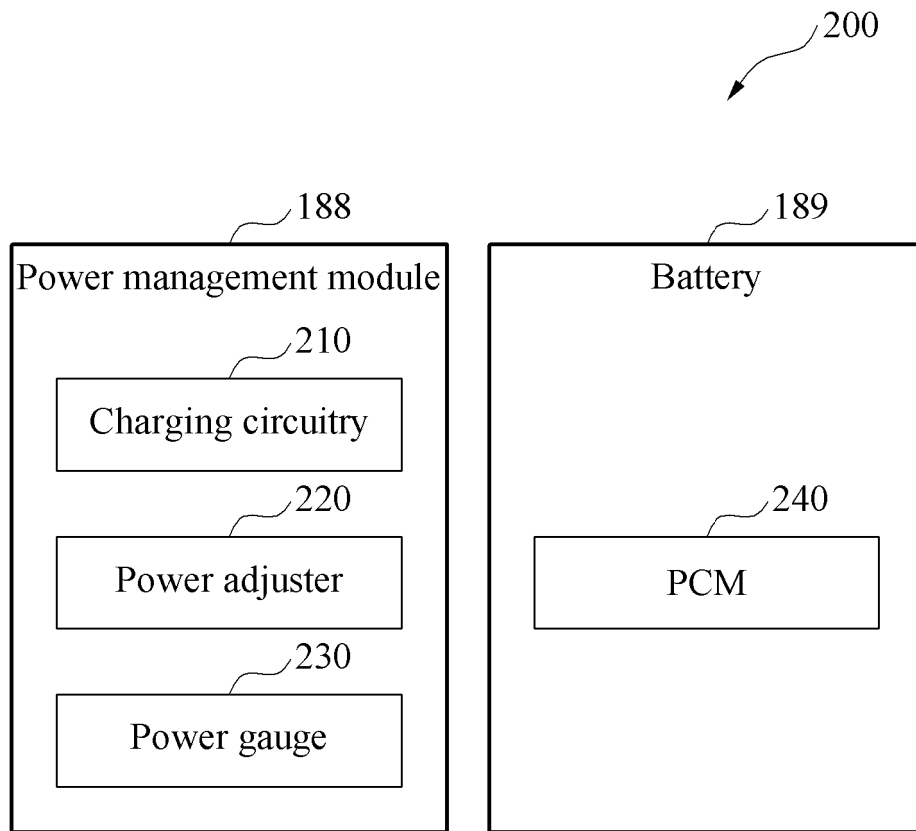 200
188
189
Power management module
Battery
210
Charging circuitry
220
Power adjuster
240
PCM
230
Power gauge